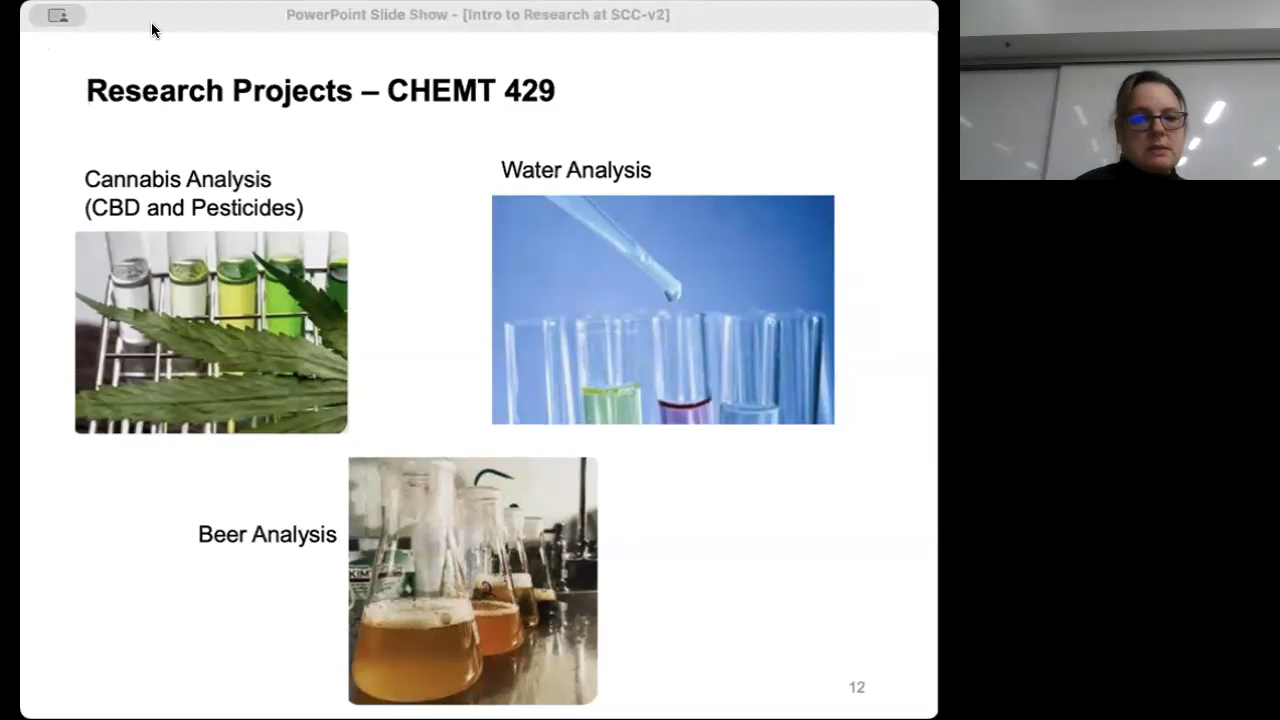 PowerPoint Slide Show - [Intro to Research at SCC-v2]
Research Projects – CHEMT 429
Cannabis Analysis
(CBD and Pesticides)
Water Analysis
Beer Analysis
KIM
12